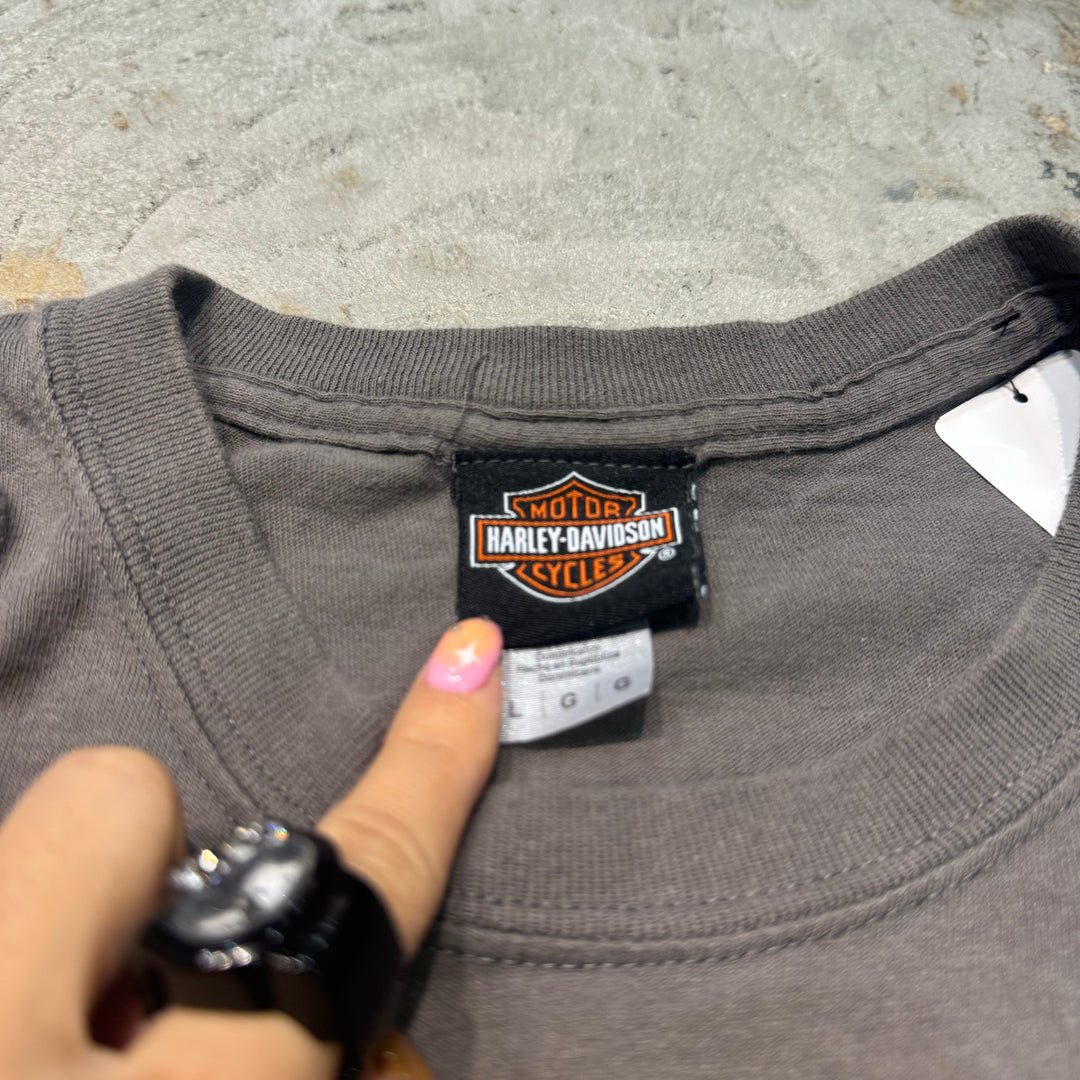 MOTOR
HARLEY-DAVIDSON
CYCLES
®
L | G | G